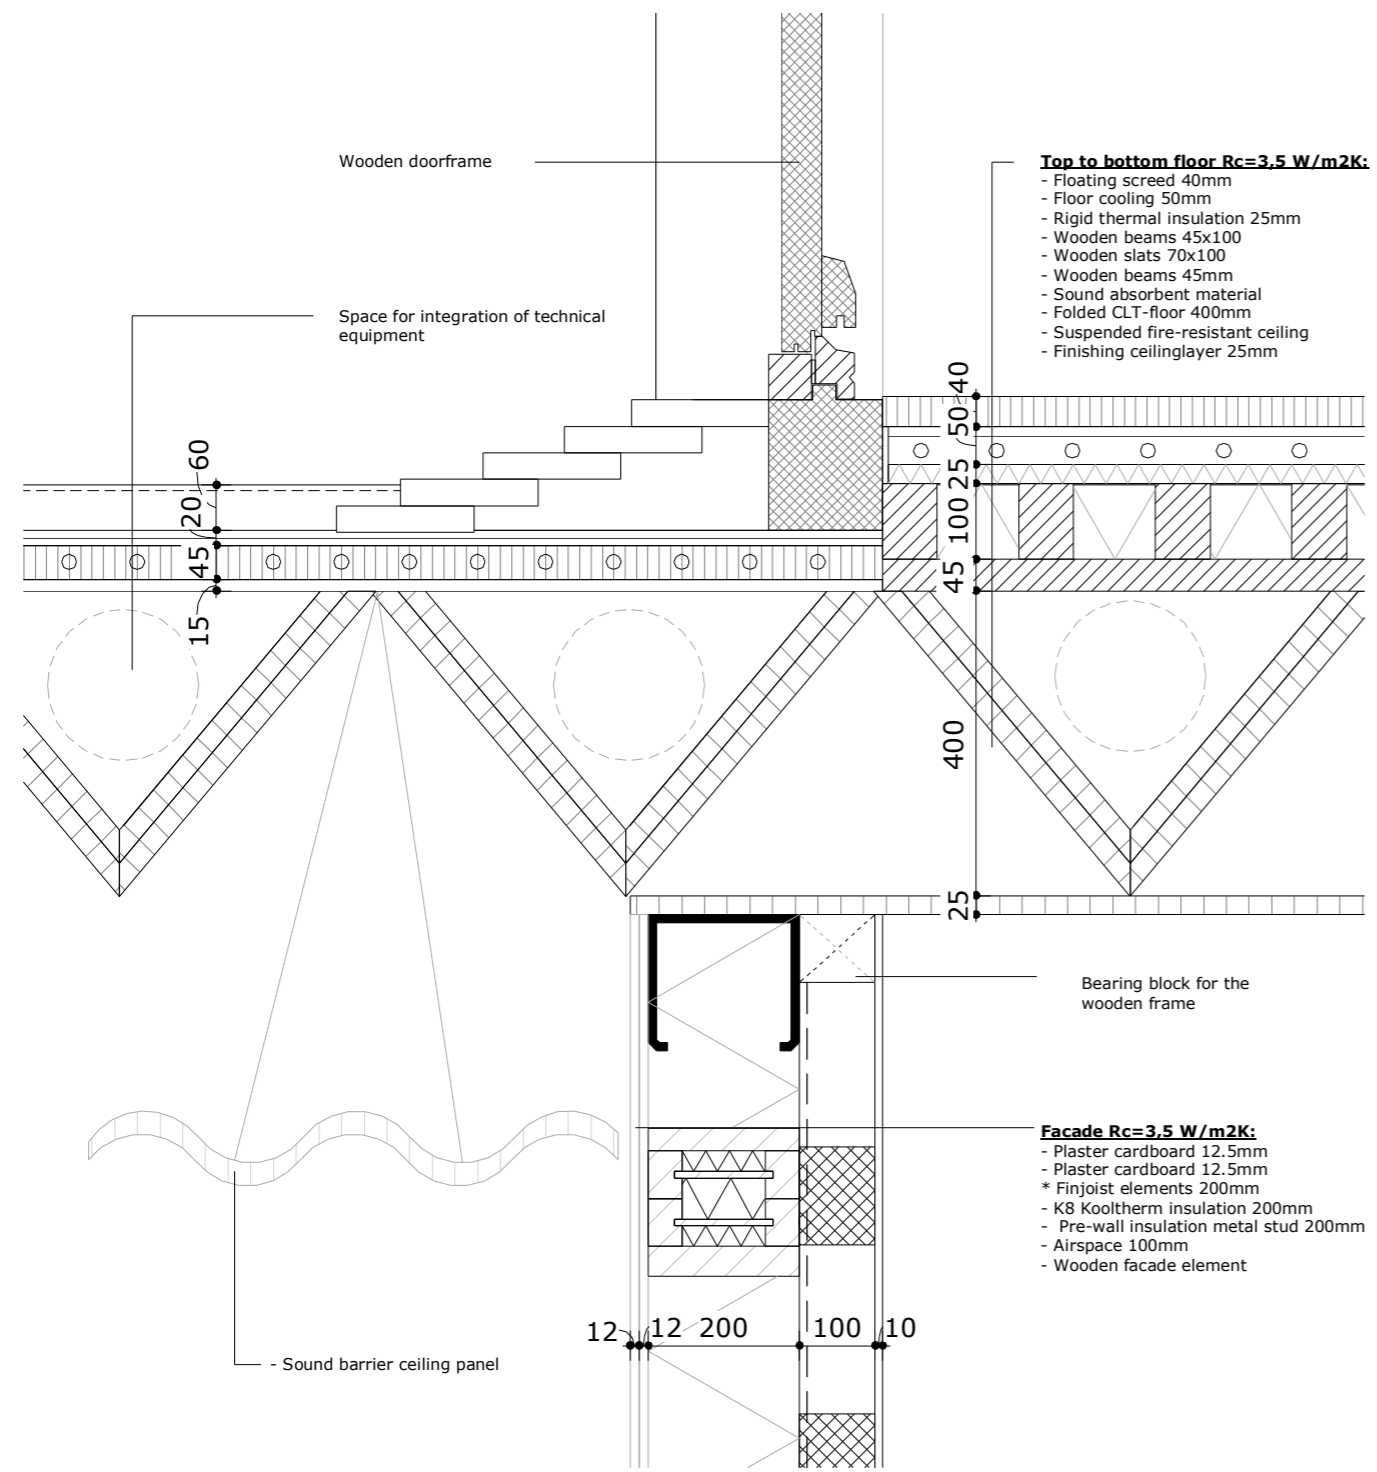 Wooden doorframe
Top to bottom floor Rc=3,5 W/m2K:
- Floating screed 40mm
- Floor cooling 50mm
- Rigid thermal insulation 25mm
- Wooden beams 45x100
- Wooden slats 70x100
- Wooden beams 45mm
- Sound absorbent material
- Folded CLT-floor 400mm
- Suspended fire-resistant ceiling
- Finishing ceilinglayer 25mm
Space for integration of technical
equipment
40
50
25
100
45
400
25
60
20
45
15
Bearing block for the
wooden frame
Facade Rc=3,5 W/m2K:
- Plaster cardboard 12.5mm
- Plaster cardboard 12.5mm
* Finjoist elements 200mm
- K8 Kooltherm insulation 200mm
-  Pre-wall insulation metal stud 200mm
- Airspace 100mm
- Wooden facade element
12 12 200 100 10
- Sound barrier ceiling panel